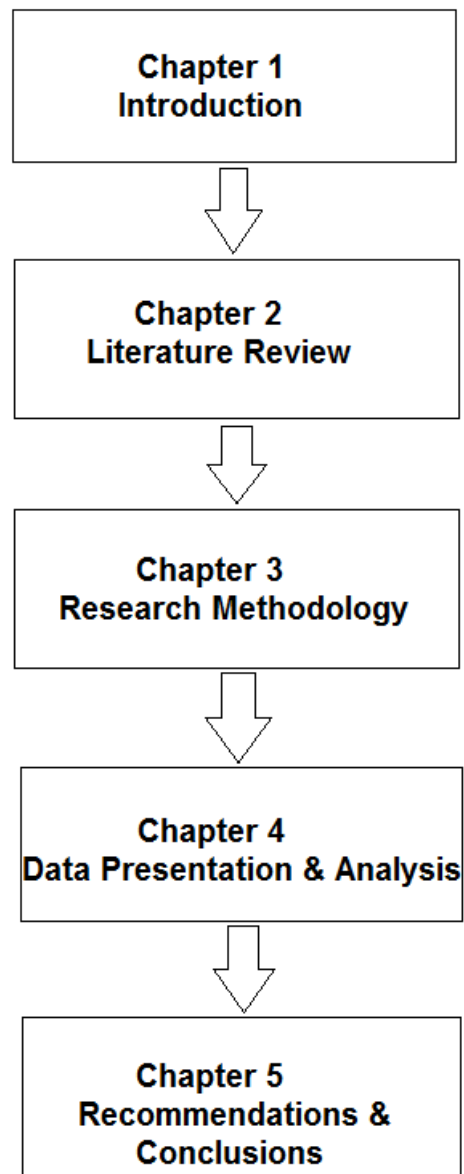 Chapter 1
Introduction
Chapter 2
Literature Review
Chapter 3
Research Methodology
Chapter 4
Data Presentation & Analysis
Chapter 5
Recommendations &
Conclusions